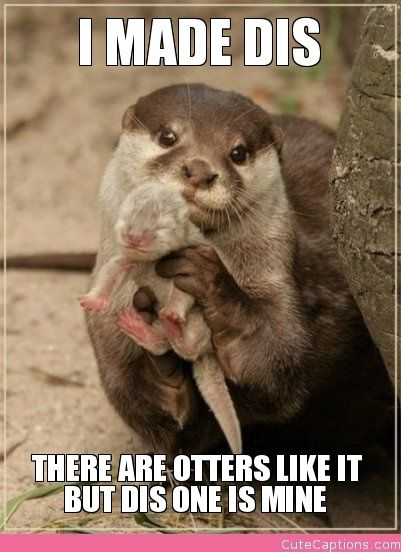 I MADE DIS
THERE ARE OTTERS LIKE IT
BUT DIS ONE IS MINE
CuteCaptions.com